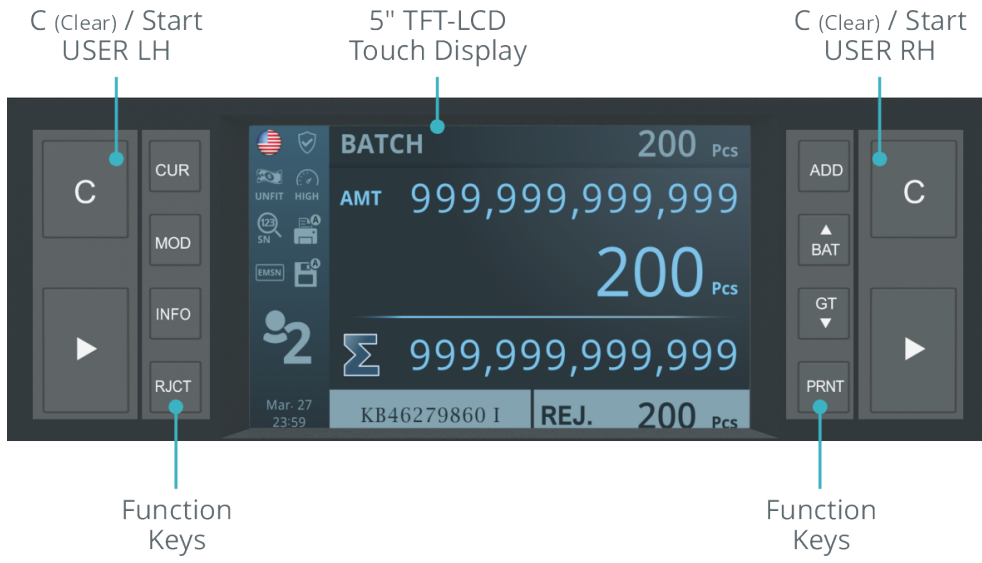 C (Clear) / Start
USER LH
5" TFT-LCD
Touch Display
C (Clear) / Start
USER RH
C
CUR
MOD
INFO
RJCT
UNFIT
HIGH
A
123
SN
EMSN
A
2
Mar. 27
23:59
BATCH 200 Pcs
AMT 999,999,999,999
200 Pcs
Σ 999,999,999,999
KB46279860 I
REJ. 200 Pcs
ADD
▲
BAT
GT
▼
PRNT
C
Function
Keys
Function
Keys